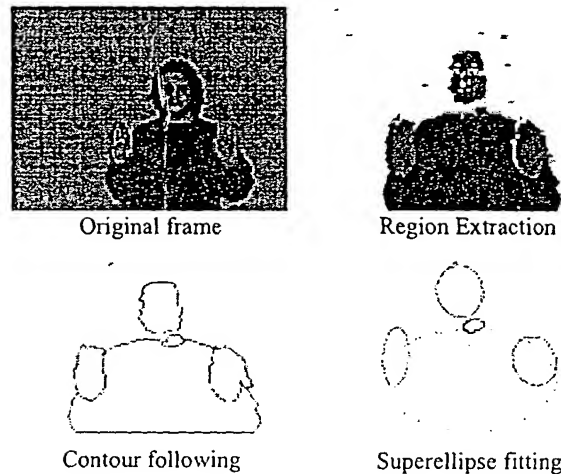 Original frame
Region Extraction
Contour following
Superellipse fitting